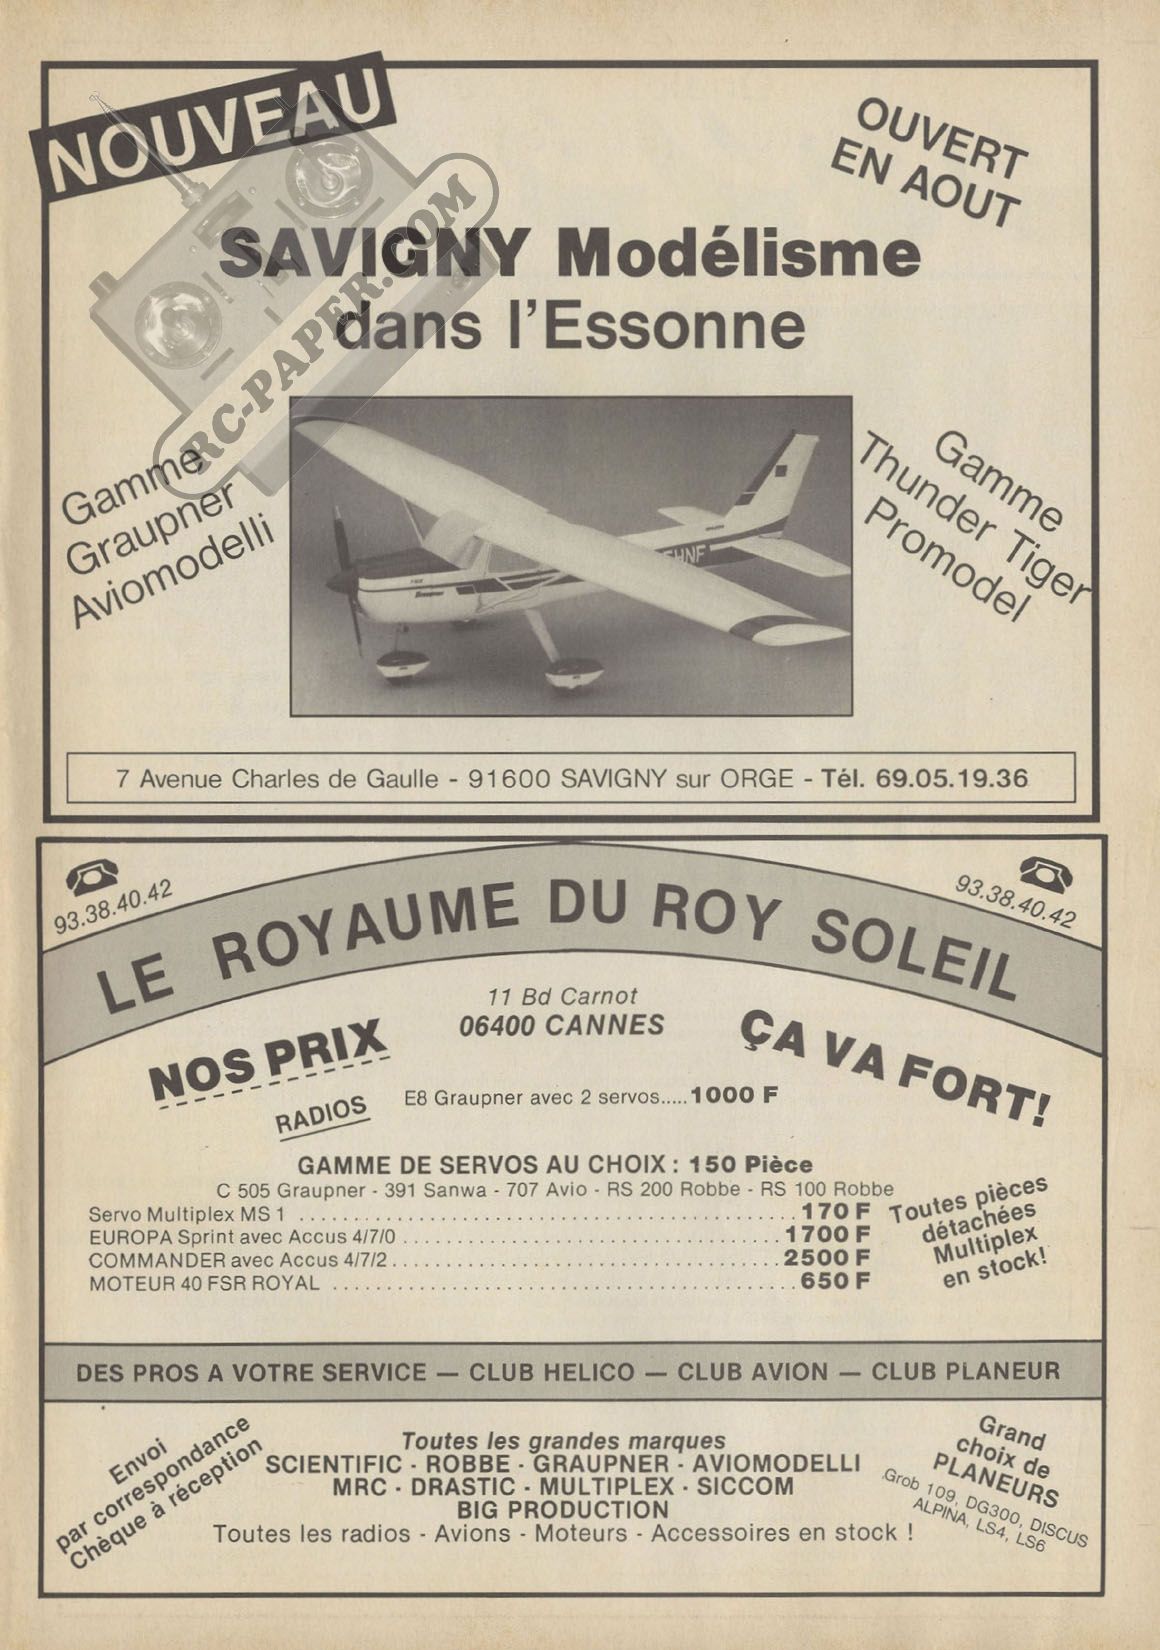 NOUVEAU
OUVERT
EN AOUT
SAVIGNY Modélisme
dans l'Essonne
RC-PAPER.COM
Gamme
Graupner
Aviomodelli
Gamme
Thunder Tiger
Promodel
EHNF
Graupner
7 Avenue Charles de Gaulle - 91600 SAVIGNY sur ORGE - Tél. 69.05.19.36
93.38.40.42
93.38.40.42
LE ROYAUME DU ROY SOLEIL
11 Bd Carnot
06400 CANNES
NOS PRIX
ÇA VA FORT!
RADIOS
E8 Graupner avec 2 servos.....1000 F
GAMME DE SERVOS AU CHOIX : 150 Pièce
C 505 Graupner - 391 Sanwa - 707 Avio - RS 200 Robbe - RS 100 Robbe
Servo Multiplex MS 1 ........ 170 F
EUROPA Sprint avec Accus 4/7/0 ........ 1700 F
COMMANDER avec Accus 4/7/2 ........ 2500 F
MOTEUR 40 FSR ROYAL ........ 650 F
Toutes pièces
détachées
Multiplex
en stock!
DES PROS A VOTRE SERVICE — CLUB HELICO — CLUB AVION — CLUB PLANEUR
Envoi
par correspondance
Chèque à réception
Toutes les grandes marques
SCIENTIFIC - ROBBE - GRAUPNER - AVIOMODELLI
MRC - DRASTIC - MULTIPLEX - SICCOM
BIG PRODUCTION
Toutes les radios - Avions - Moteurs - Accessoires en stock !
Grand
choix de
PLANEURS
Grob 109, DG300, DISCUS
ALPINA, LS4, LS6